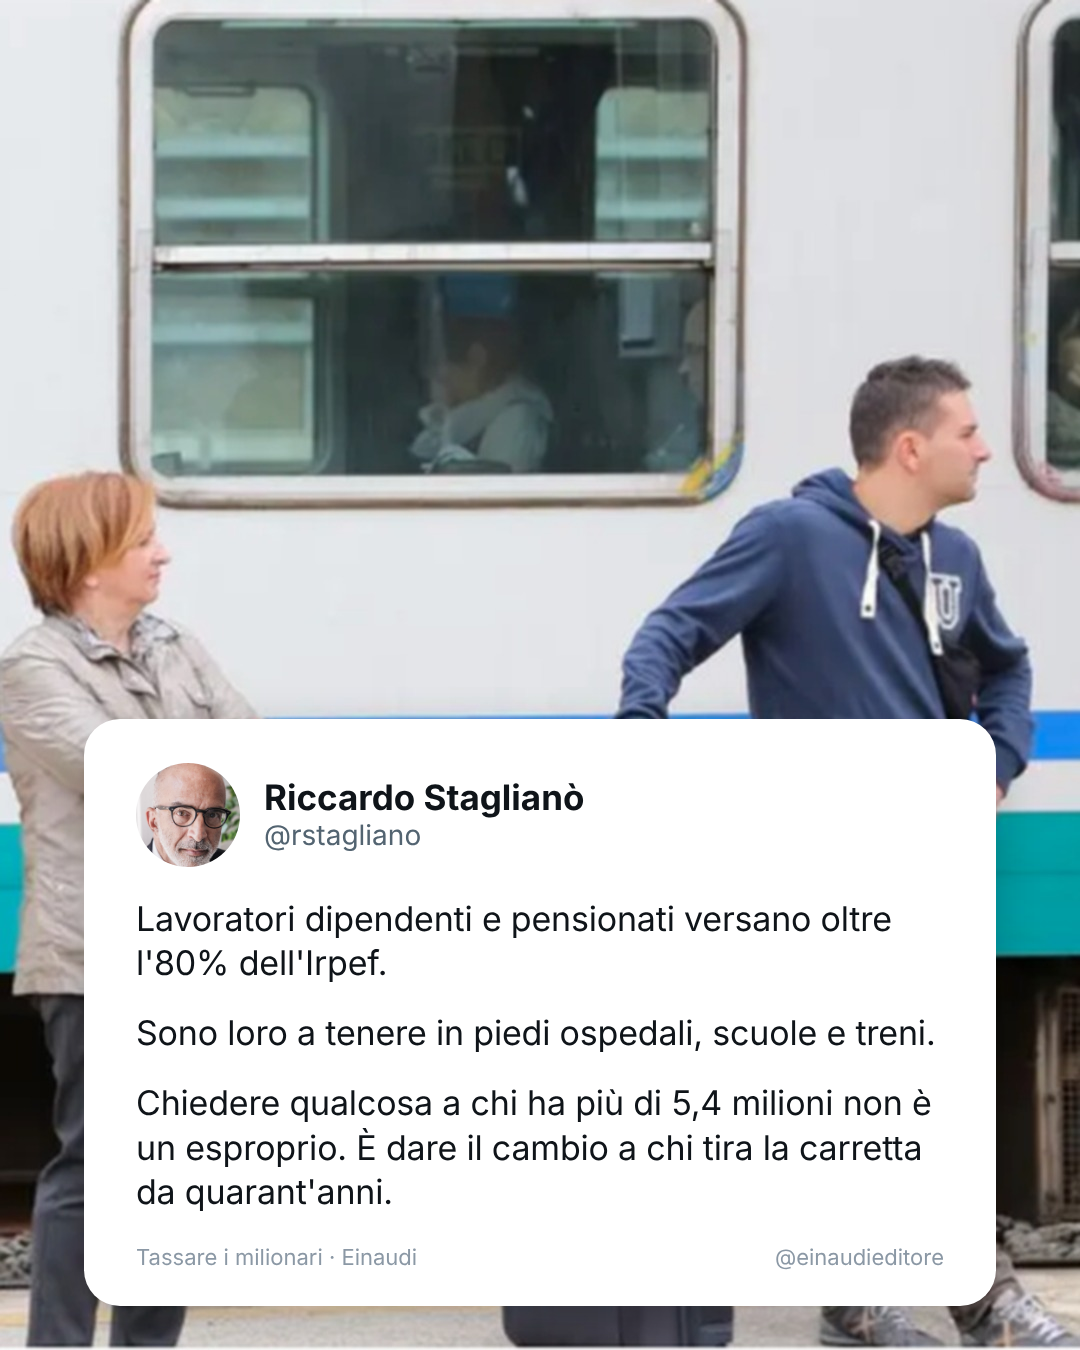 U
Riccardo Staglianò
@rstagliano
Lavoratori dipendenti e pensionati versano oltre
l'80% dell'Irpef.
Sono loro a tenere in piedi ospedali, scuole e treni.
Chiedere qualcosa a chi ha più di 5,4 milioni non è
un esproprio. È dare il cambio a chi tira la carretta
da quarant'anni.
Tassare i milionari · Einaudi
@einaudieditore